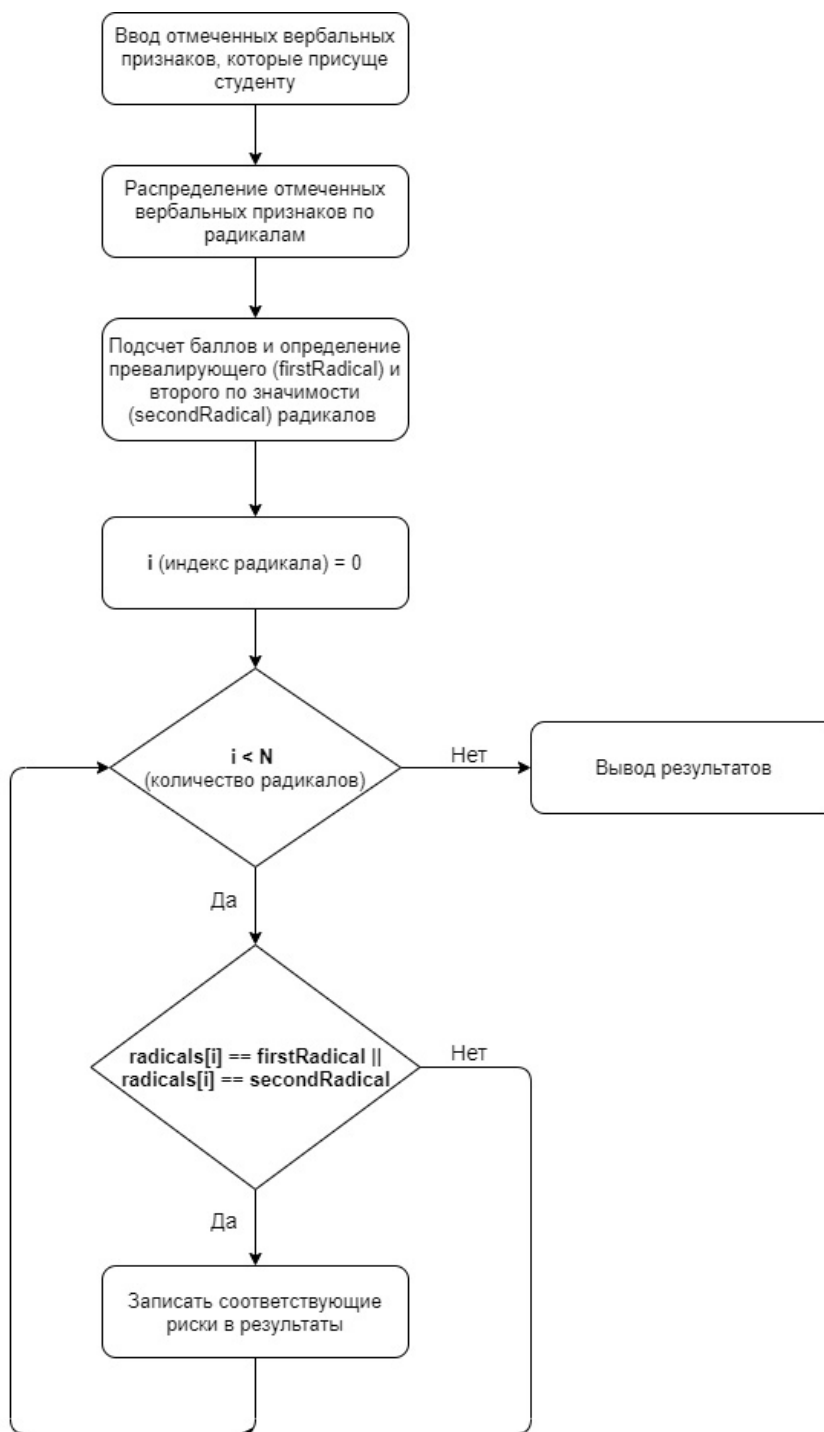 Ввод отмеченных вербальных
признаков, которые присуще
студенту
Распределение отмеченных
вербальных признаков по
радикалам
Подсчет баллов и определение
превалирующего (firstRadical) и
второго по значимости
(secondRadical) радикалов
i (индекс радикала) = 0
i < N
(количество радикалов)
Нет
Вывод результатов
Да
radicals[i] == firstRadical ||
radicals[i] == secondRadical
Нет
Да
Записать соответствующие
риски в результаты